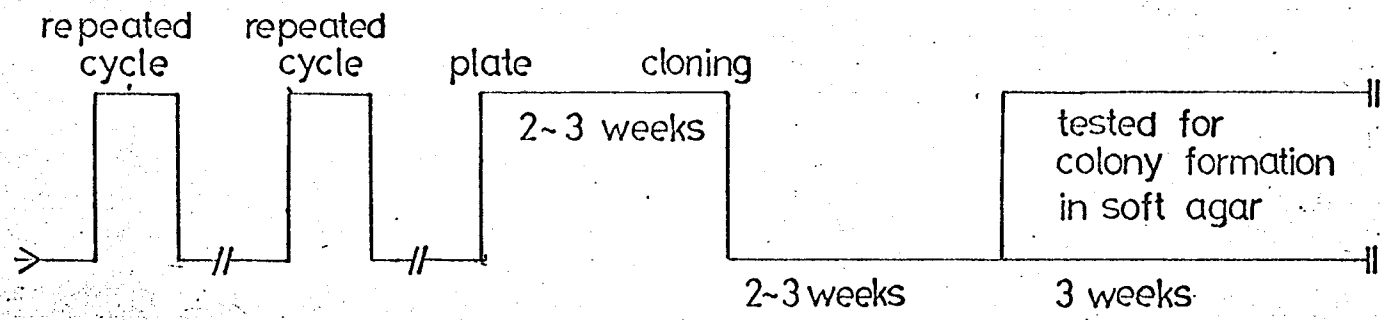 repeated
cycle
repeated
cycle
plate
cloning
2~3 weeks
tested for
colony formation
in soft agar
2~3 weeks
3 weeks